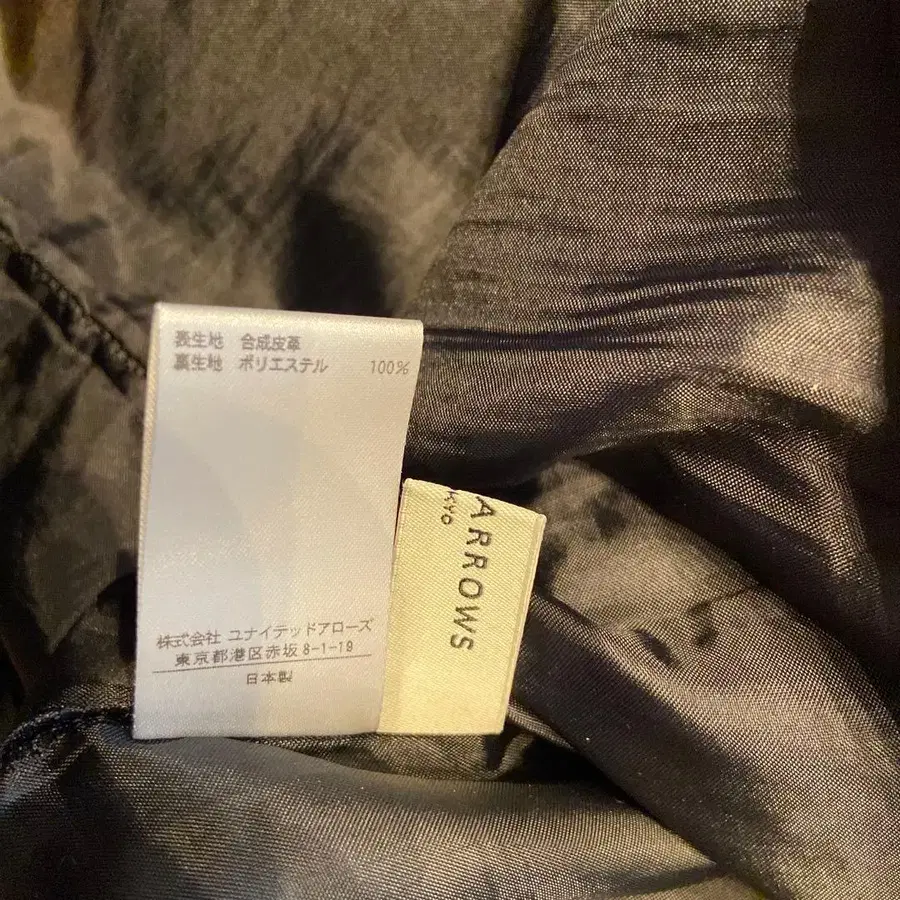 表生地 合成皮革
裏生地 ポリエステル 100%
株式会社 ユナイテッドアローズ
東京都港区赤坂 8-1-19
日本製
ARROWS
KYO